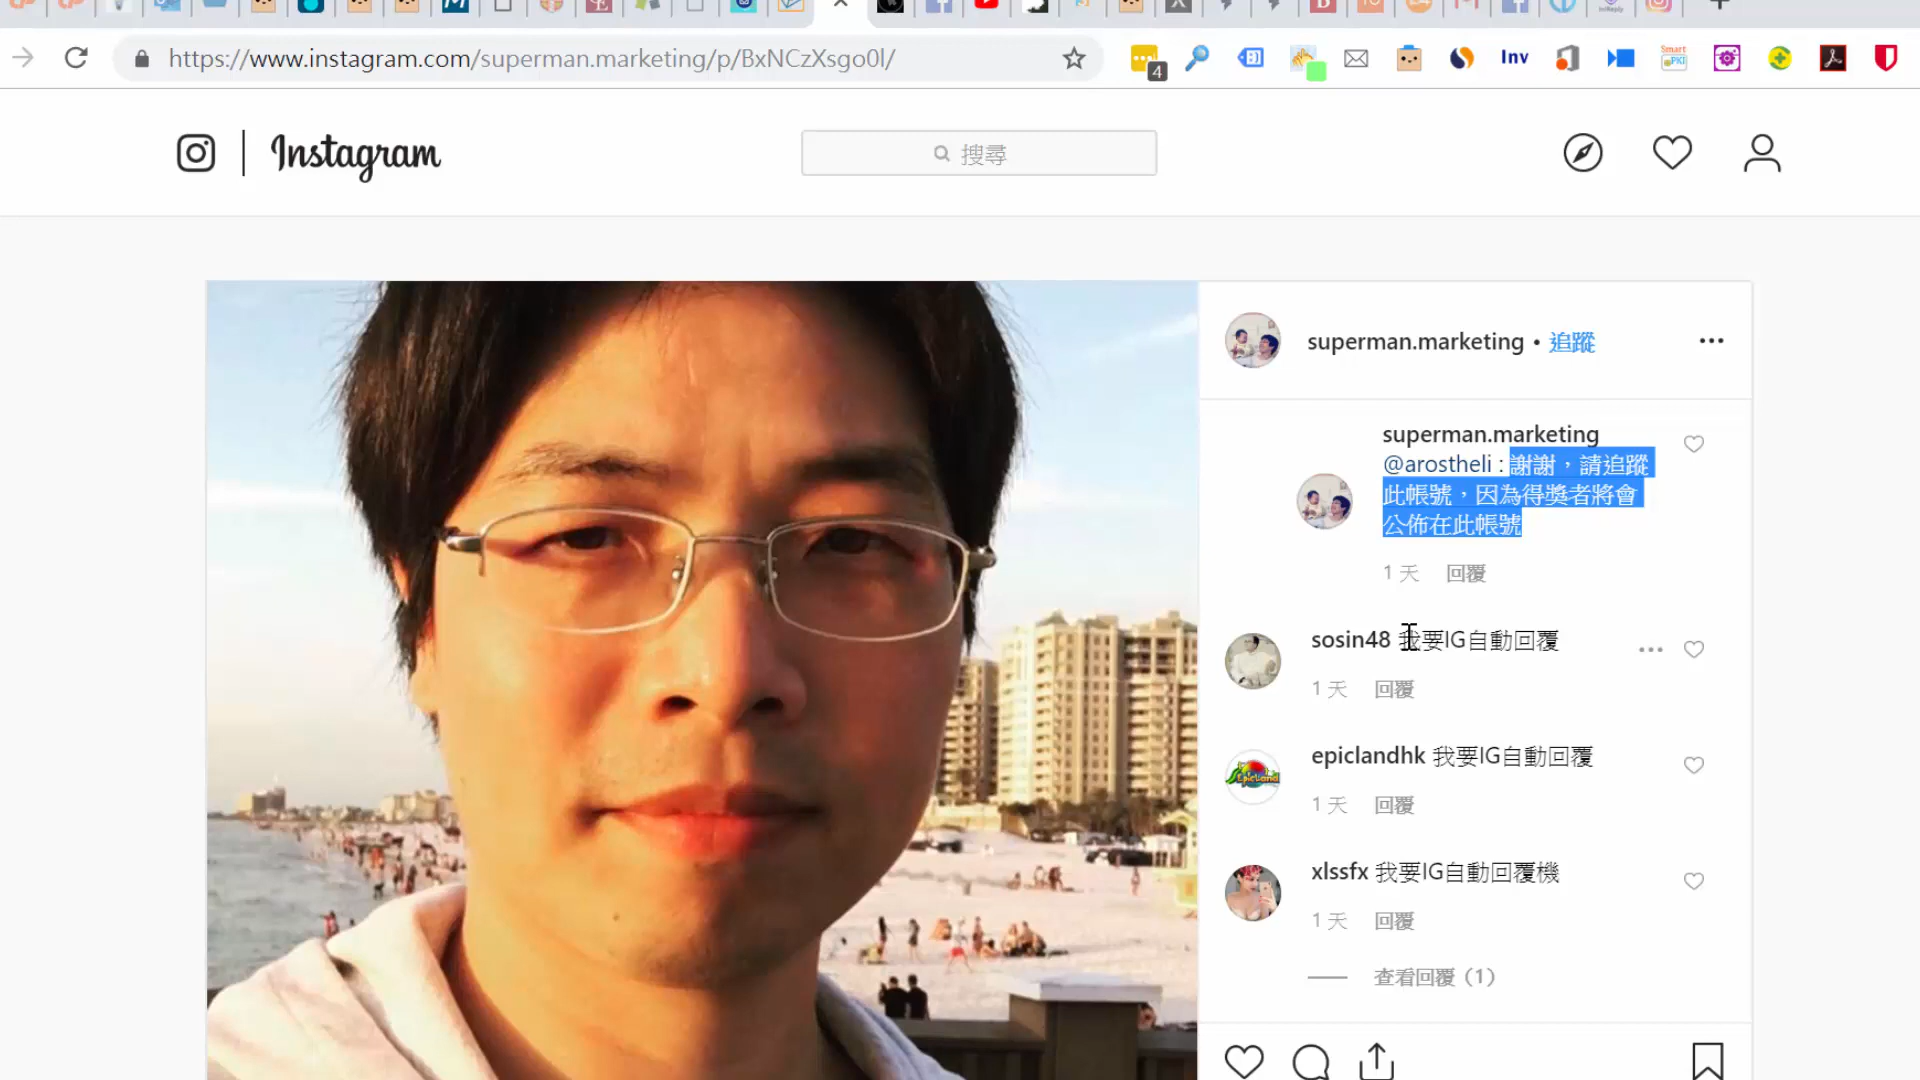 https://www.instagram.com/superman.marketing/p/BxNCzXsgo0l/
4
Inv
Smart
PKI
Instagram
搜尋
superman.marketing • 追蹤
superman.marketing
@arostheli : 謝謝，請追蹤
此帳號，因為得獎者將會
公佈在此帳號
1 天 回覆
sosin48 我要IG自動回覆
1 天 回覆
epiclandhk 我要IG自動回覆
1 天 回覆
xlssfx 我要IG自動回覆機
1 天 回覆
查看回覆（1）